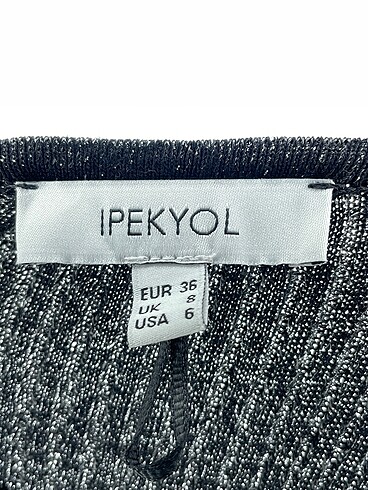 IPEKYOL
EUR 36
UK 8
USA 6